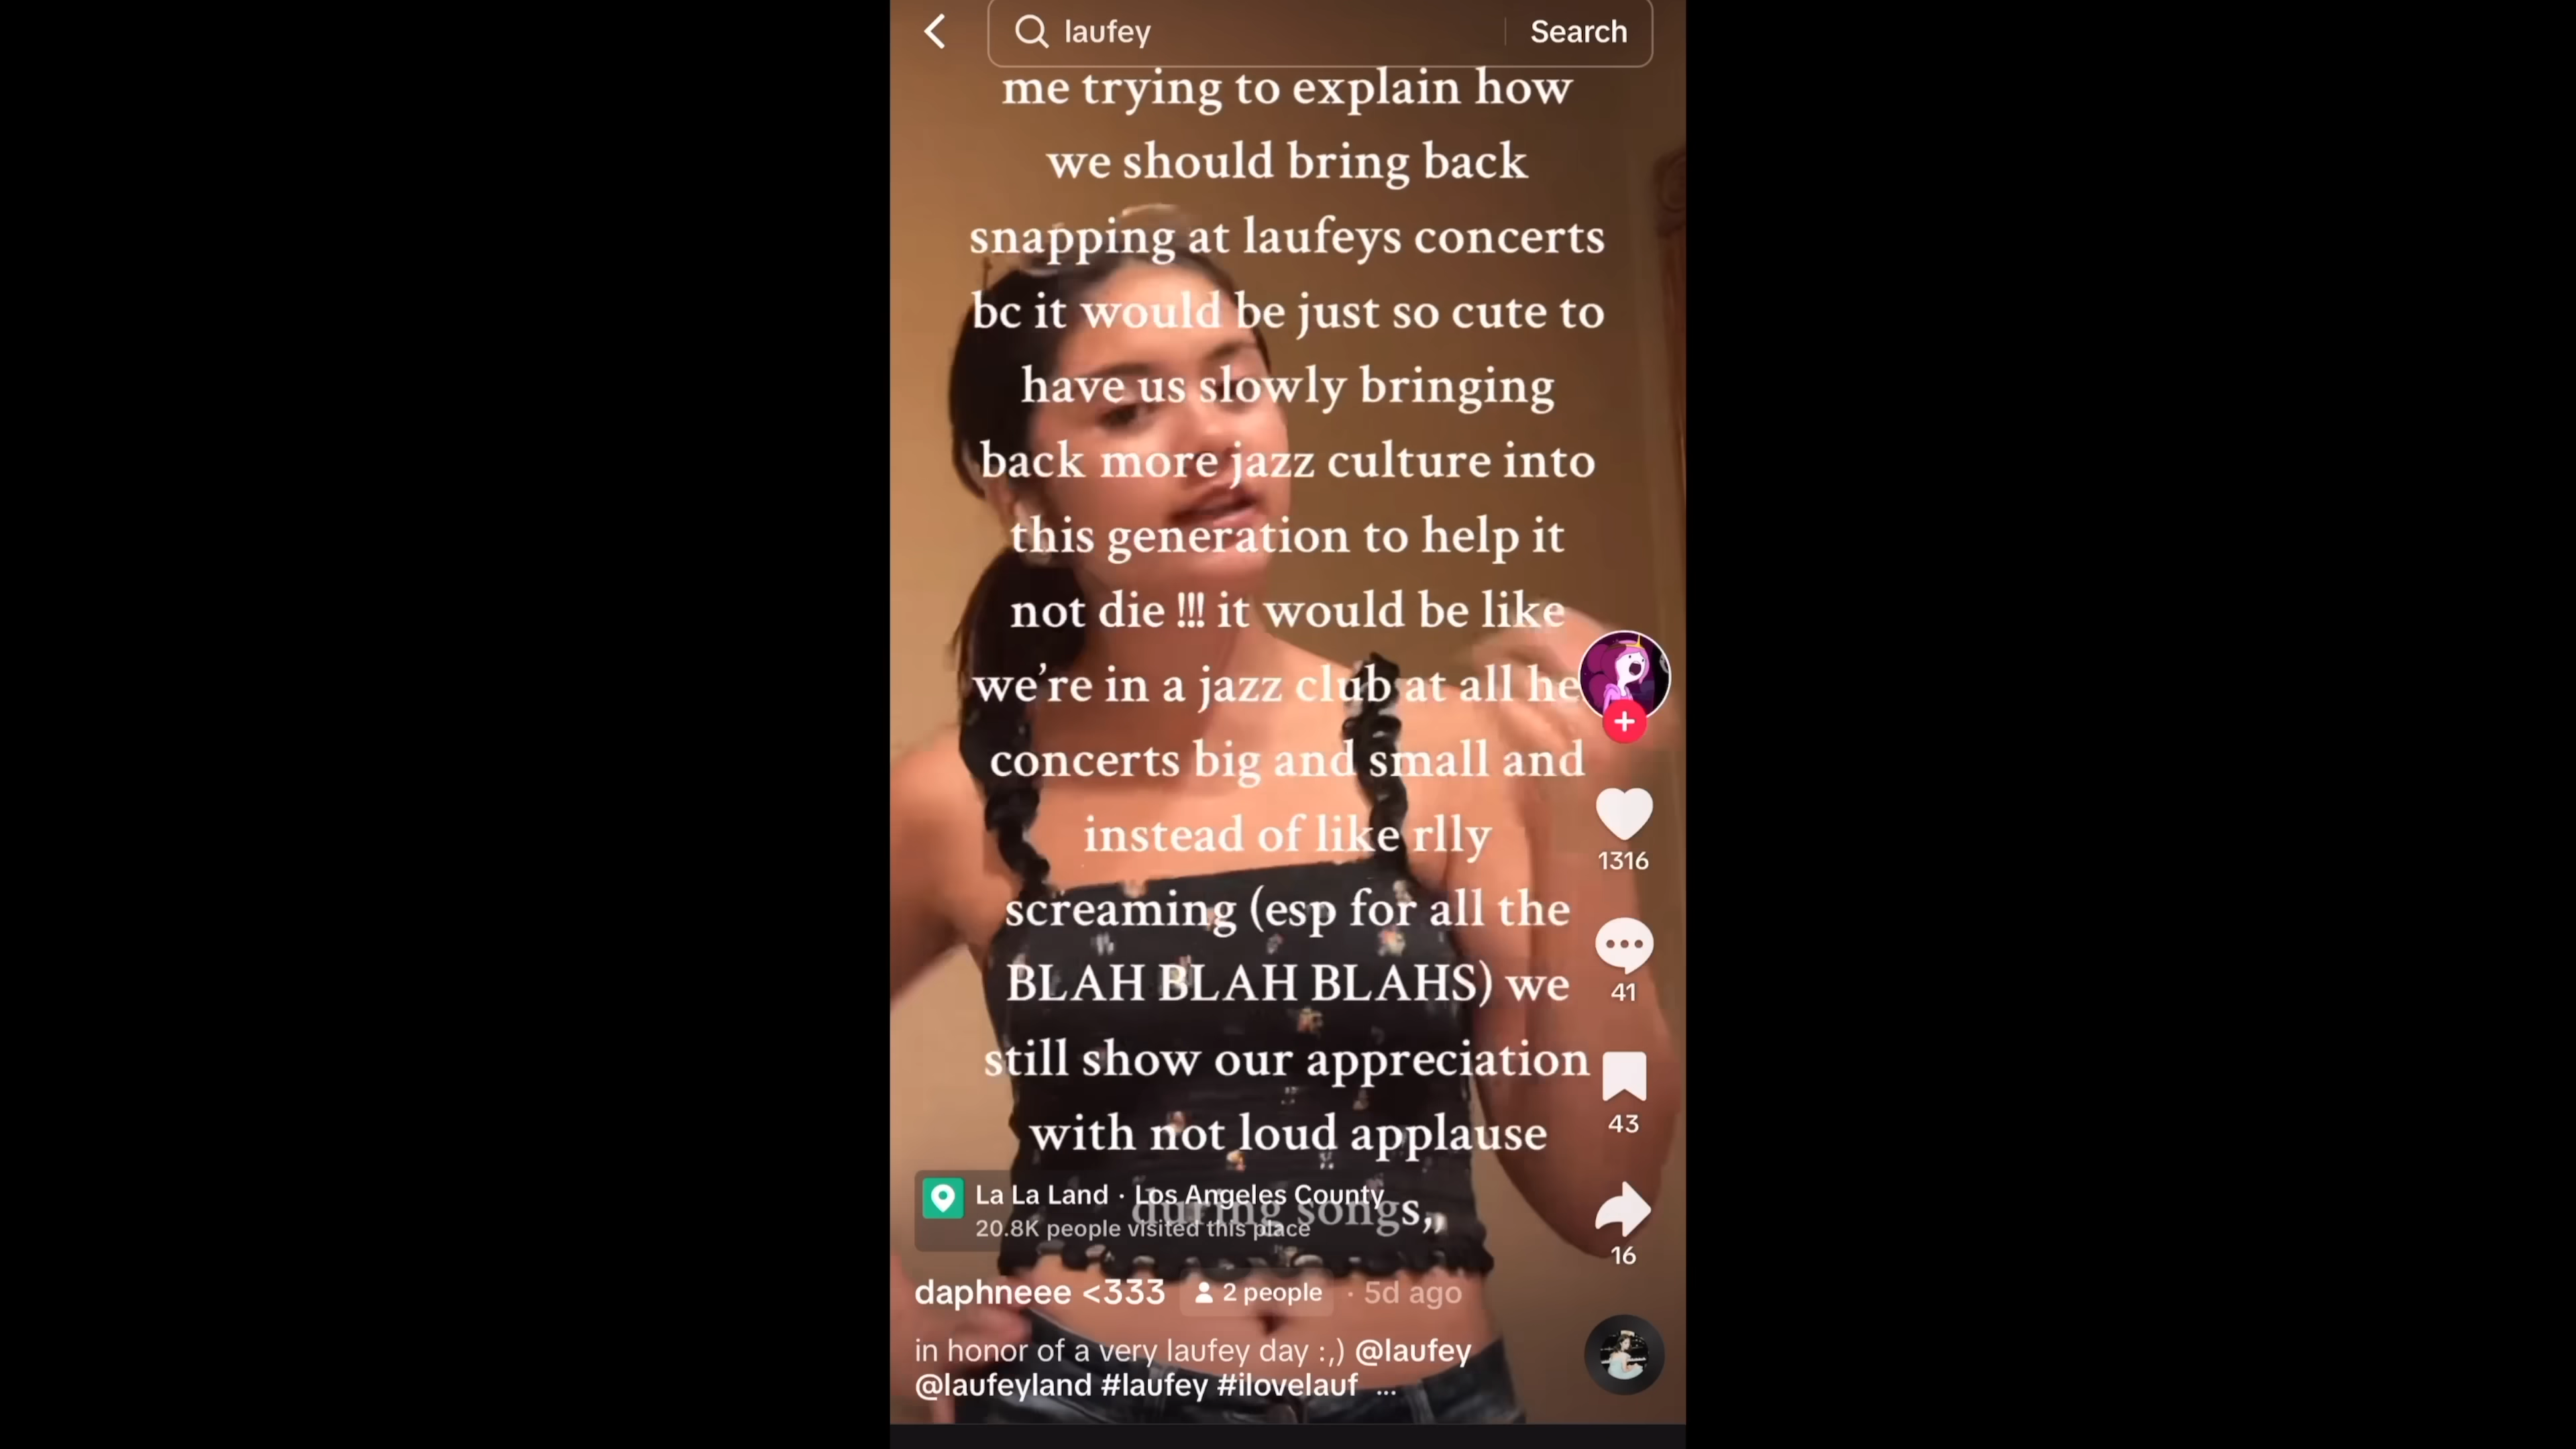 laufey
Search
me trying to explain how
we should bring back
snapping at laufeys concerts
bc it would be just so cute to
have us slowly bringing
back more jazz culture into
this generation to help it
not die !!! it would be like
we’re in a jazz club at all he
concerts big and small and
instead of like rlly
screaming (esp for all the
BLAH BLAH BLAHS) we
still show our appreciation
with not loud applause
during songs,,
1316
41
43
16
La La Land · Los Angeles County
20.8K people visited this place
daphneee <333 2 people · 5d ago
in honor of a very laufey day :,) @laufey
@laufeyland #laufey #ilovelauf ...